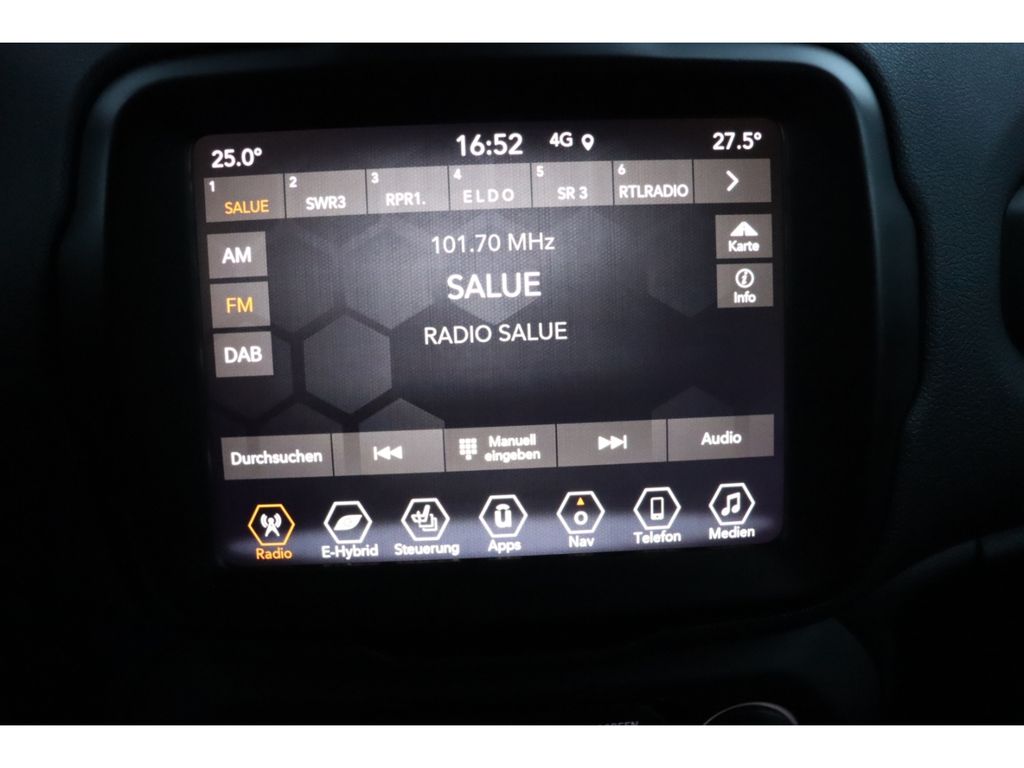 25.0° 16:52 4G 27.5°
1 SALUE 2 SWR3 3 RPR1. 4 ELDO 5 SR 3 6 RTLRADIO
AM
101.70 MHz
Karte
SALUE
FM
Info
RADIO SALUE
DAB
Durchsuchen Manuell eingeben Audio
Radio E-Hybrid Steuerung Apps Nav Telefon Medien